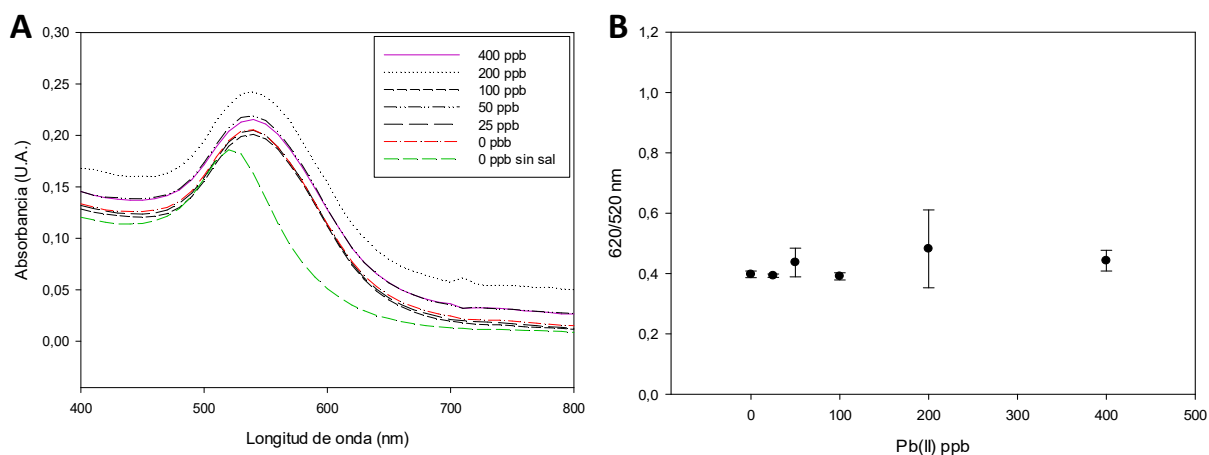 A
0,30
0,25
0,20
0,15
0,10
0,05
0,00
Absorbancia (U.A.)
400 500 600 700 800
Longitud de onda (nm)
400 ppb
200 ppb
100 ppb
50 ppb
25 ppb
0 pbb
0 ppb sin sal
B
1,2
1,0
0,8
0,6
0,4
0,2
0,0
620/520 nm
0 100 200 300 400 500
Pb(II) ppb